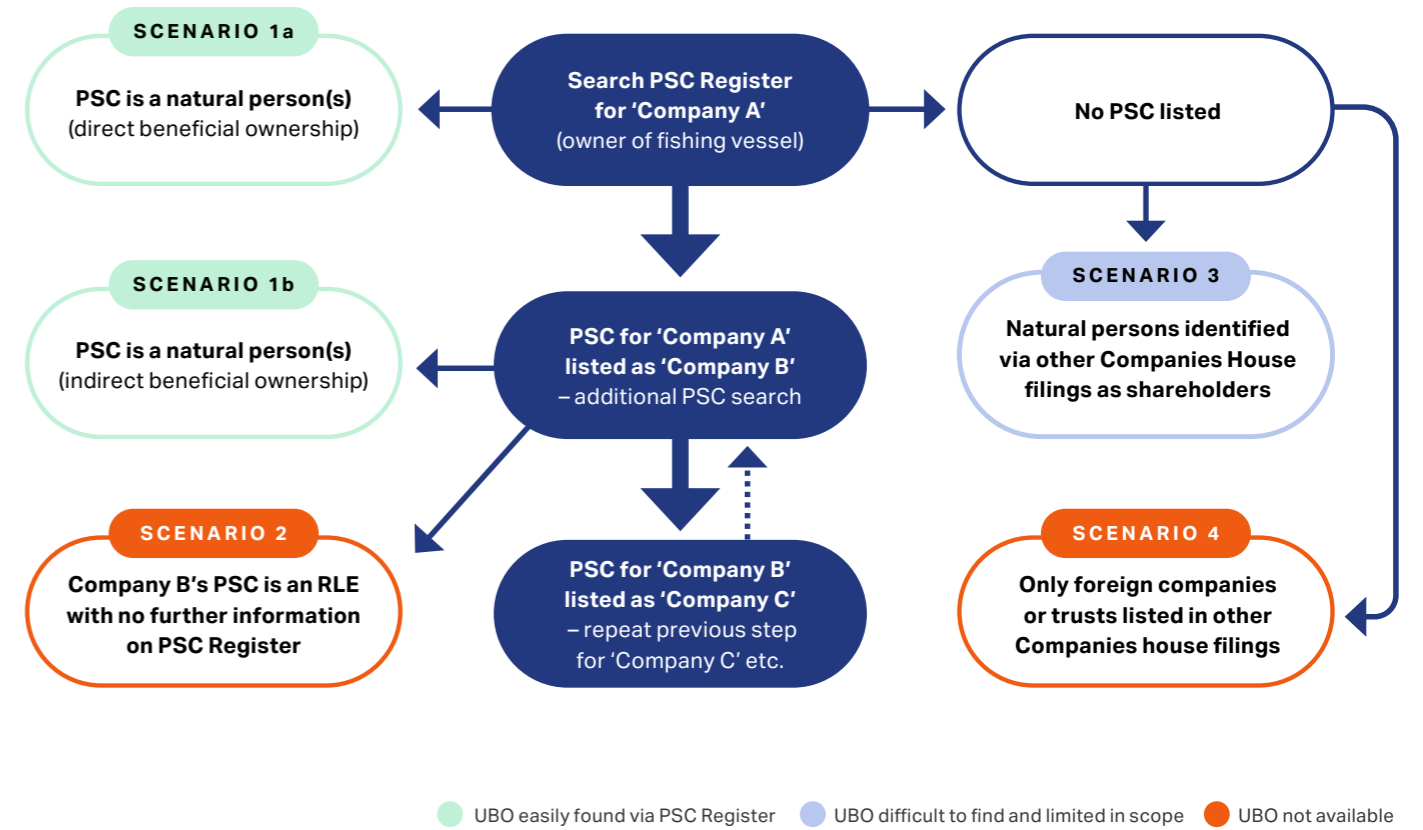 SCENARIO 1a
PSC is a natural person(s)
(direct beneficial ownership)
Search PSC Register
for ‘Company A’
(owner of fishing vessel)
No PSC listed
SCENARIO 1b
PSC is a natural person(s)
(indirect beneficial ownership)
PSC for ‘Company A’
listed as ‘Company B’
– additional PSC search
SCENARIO 3
Natural persons identified
via other Companies House
filings as shareholders
SCENARIO 2
Company B’s PSC is an RLE
with no further information
on PSC Register
PSC for ‘Company B’
listed as ‘Company C’
– repeat previous step
for ‘Company C’ etc.
SCENARIO 4
Only foreign companies
or trusts listed in other
Companies house filings
UBO easily found via PSC Register
UBO difficult to find and limited in scope
UBO not available